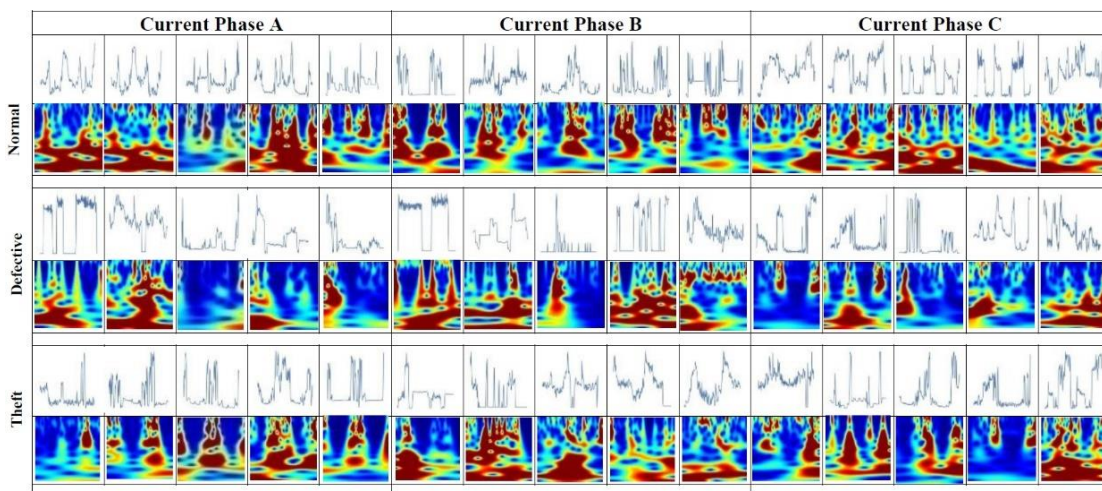 Current Phase A
Current Phase B
Current Phase C
Normal
Defective
Theft